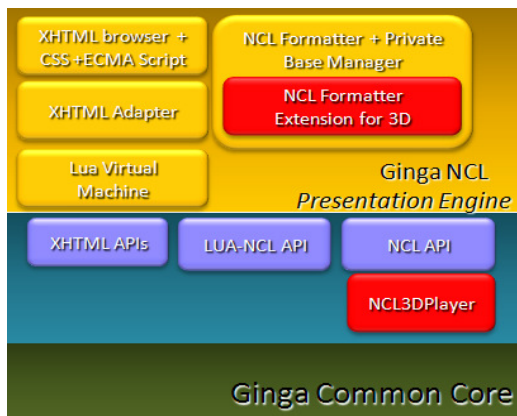 XHTML browser +
CSS +ECMA Script
XHTML Adapter
Lua Virtual
Machine
NCL Formatter + Private
Base Manager
NCL Formatter
Extension for 3D
Ginga NCL
Presentation Engine
XHTML APIs
LUA-NCL API
NCL API
NCL3DPlayer
Ginga Common Core